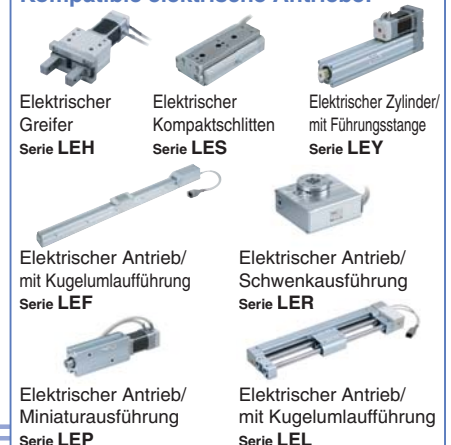 Kompatible elektrische Antriebe:
Elektrischer
Greifer
Serie LEH
Elektrischer
Kompaktschlitten
Serie LES
Elektrischer Zylinder/
mit Führungsstange
Serie LEY
Elektrischer Antrieb/
mit Kugelumlaufführung
Serie LEF
Elektrischer Antrieb/
Schwenkausführung
Serie LER
Elektrischer Antrieb/
Miniaturausführung
Serie LEP
Elektrischer Antrieb/
mit Kugelumlaufführung
Serie LEL